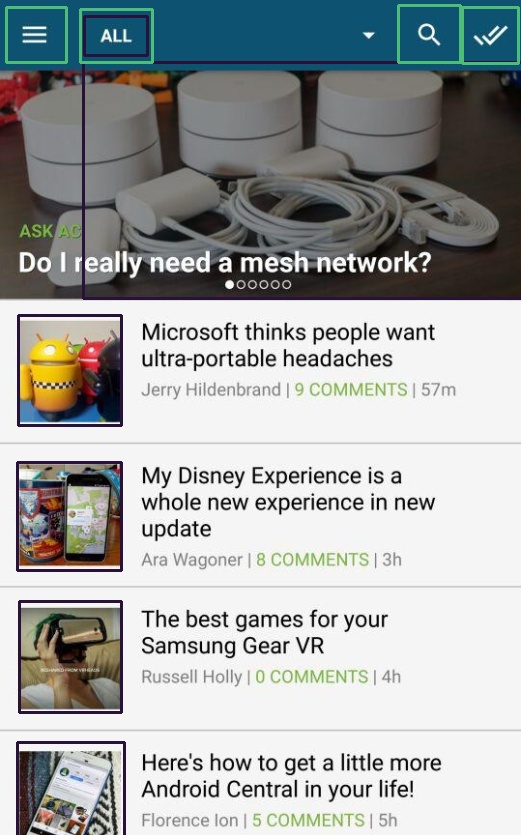 ALL
ASK AC
Do I really need a mesh network?
Microsoft thinks people want
ultra-portable headaches
Jerry Hildenbrand | 9 COMMENTS | 57m
My Disney Experience is a
whole new experience in new
update
Ara Wagoner | 8 COMMENTS | 3h
The best games for your
Samsung Gear VR
Russell Holly | 0 COMMENTS | 4h
Here's how to get a little more
Android Central in your life!
Florence Ion | 5 COMMENTS | 5h